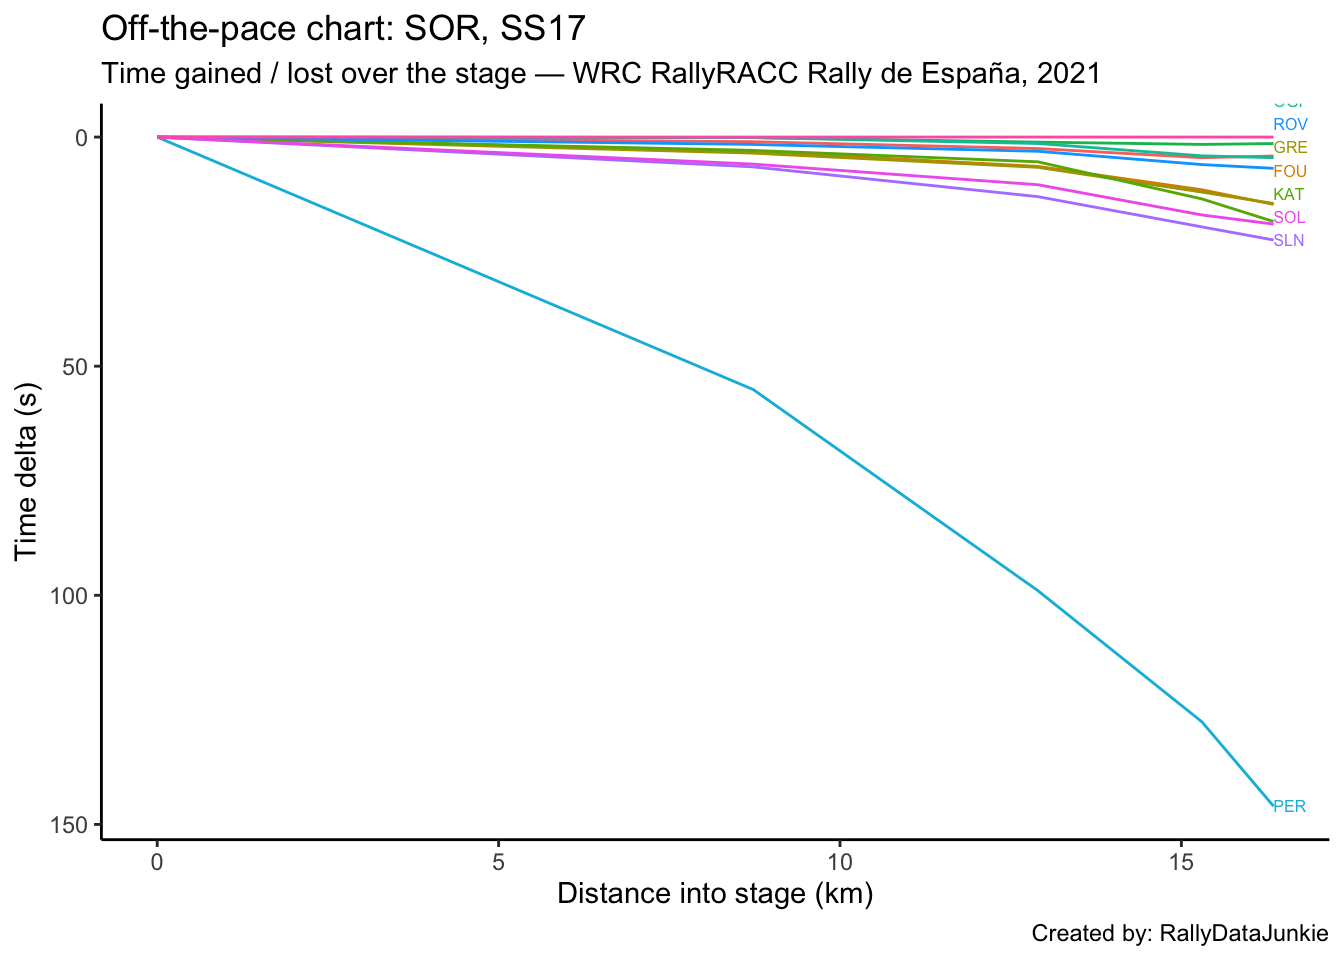 Off-the-pace chart: SOR, SS17
Time gained / lost over the stage — WRC RallyRACC Rally de España, 2021
ROV
GRE
FOU
KAT
SOL
SLN
PER
0
50
100
150
Time delta (s)
0 5 10 15
Distance into stage (km)
Created by: RallyDataJunkie